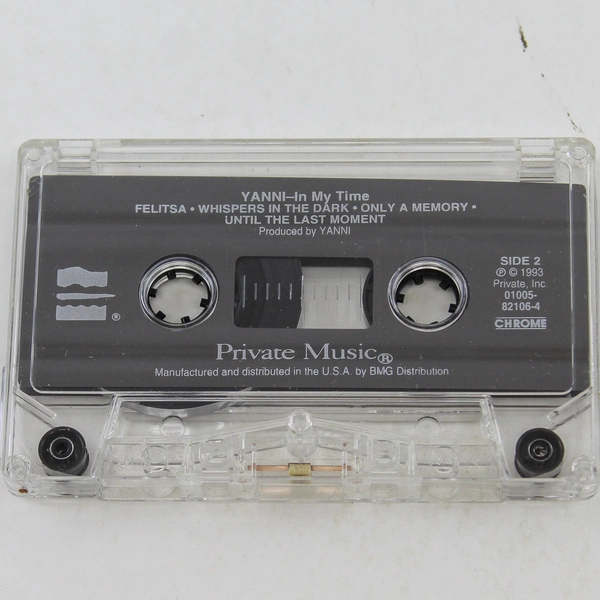 YANNI–In My Time
FELITSA • WHISPERS IN THE DARK • ONLY A MEMORY •
UNTIL THE LAST MOMENT
Produced by YANNI
SIDE 2
℗ © 1993
Private, Inc
01005-
82106-4
CHROME
®
Private Music®
Manufactured and distributed in the U.S.A. by BMG Distribution